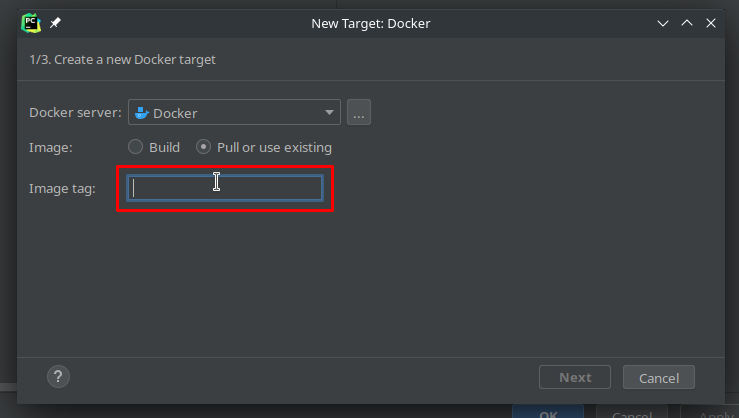 PC
New Target: Docker
1/3. Create a new Docker target
Docker server: Docker ...
Image: Build Pull or use existing
Image tag:
? Next Cancel
OK Cancel Apply